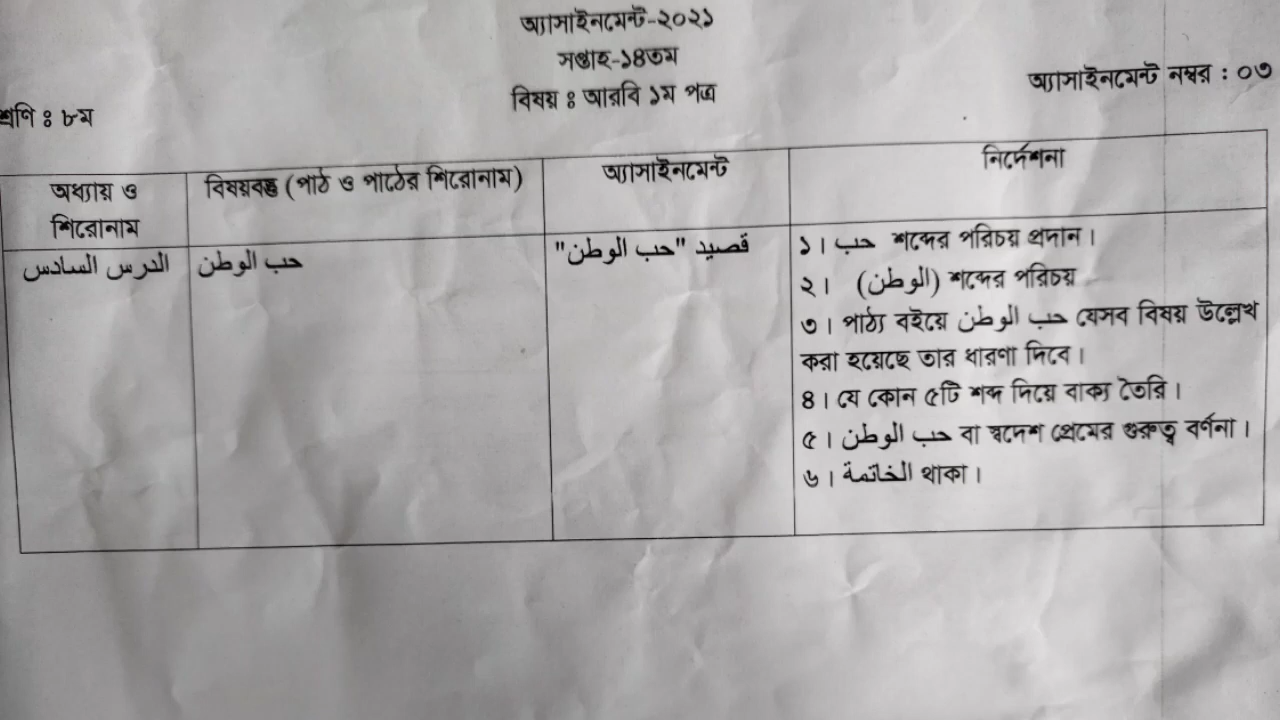 অ্যাসাইনমেন্ট-২০২১
সপ্তাহ-১৪তম
বিষয় ঃ আরবি ১ম পত্র
অ্যাসাইনমেন্ট নম্বর : ০৩
শ্রণি ঃ ৮ম
অধ্যায় ও
শিরোনাম
বিষয়বস্তু (পাঠ ও পাঠের শিরোনাম)
অ্যাসাইনমেন্ট
নির্দেশনা
الدرس السادس
حب الوطن
قصيد "حب الوطن"
১। حب শব্দের পরিচয় প্রদান।
২। (الوطن) শব্দের পরিচয়
৩। পাঠ্য বইয়ে حب الوطن যেসব বিষয় উল্লেখ
করা হয়েছে তার ধারণা দিবে।
৪। যে কোন ৫টি শব্দ দিয়ে বাক্য তৈরি।
৫। حب الوطن বা স্বদেশ প্রেমের গুরুত্ব বর্ণনা।
৬। الخاتمة থাকা।